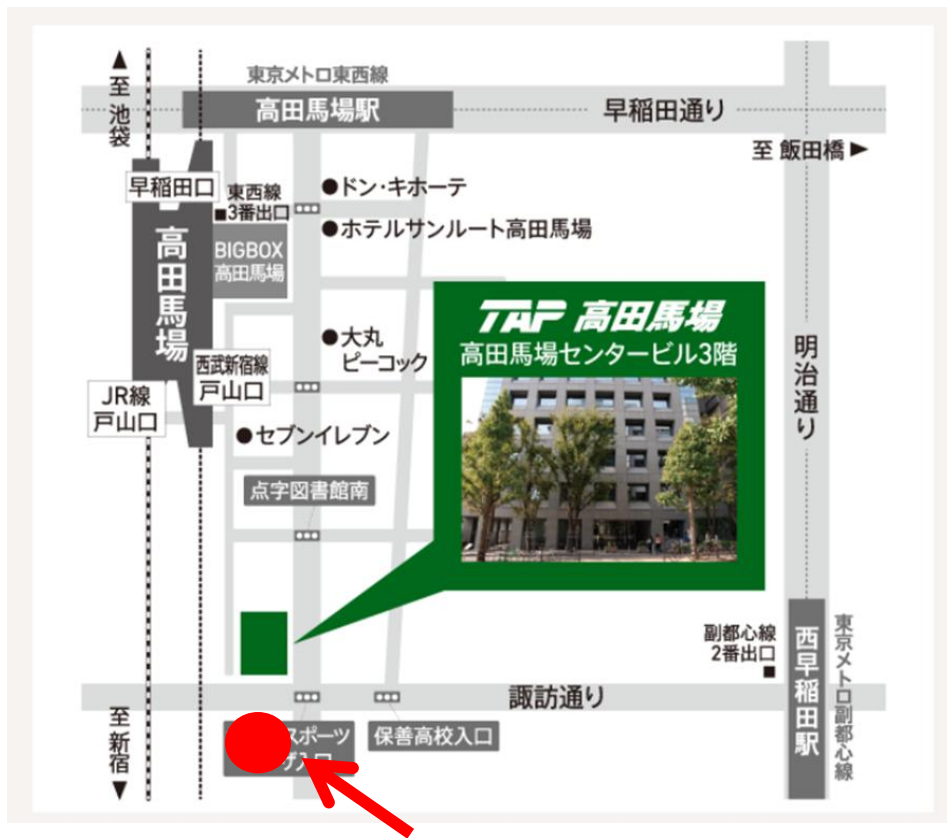 東京メトロ東西線
▲
至
池
袋
高田馬場駅
早稲田通り
至 飯田橋▶
早稲田口
東西線
■3番出口
●ドン・キホーテ
●ホテルサンルート高田馬場
BIGBOX
高田馬場
高田馬場
TAP 高田馬場
高田馬場センタービル3階
●大丸
ピーコック
明治通り
西武新宿線
戸山口
JR線
戸山口
●セブンイレブン
点字図書館南
副都心線
2番出口
■
西早稲田駅
東京メトロ副都心線
諏訪通り
至
新
宿
▼
スポーツ
入口
保善高校入口